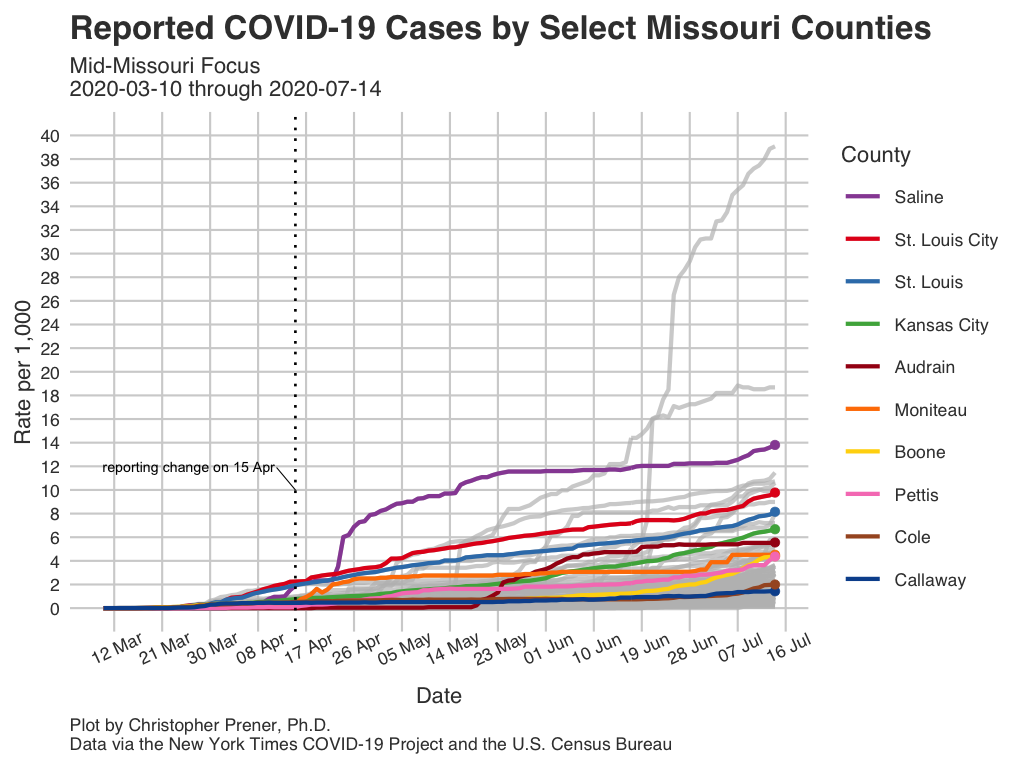 Reported COVID-19 Cases by Select Missouri Counties
Mid-Missouri Focus
2020-03-10 through 2020-07-14
Rate per 1,000
40
38
36
34
32
30
28
26
24
22
20
18
16
14
12
10
8
6
4
2
0
reporting change on 15 Apr
12 Mar
21 Mar
30 Mar
08 Apr
17 Apr
26 Apr
05 May
14 May
23 May
01 Jun
10 Jun
19 Jun
28 Jun
07 Jul
16 Jul
Date
County
Saline
St. Louis City
St. Louis
Kansas City
Audrain
Moniteau
Boone
Pettis
Cole
Callaway
Plot by Christopher Prener, Ph.D.
Data via the New York Times COVID-19 Project and the U.S. Census Bureau